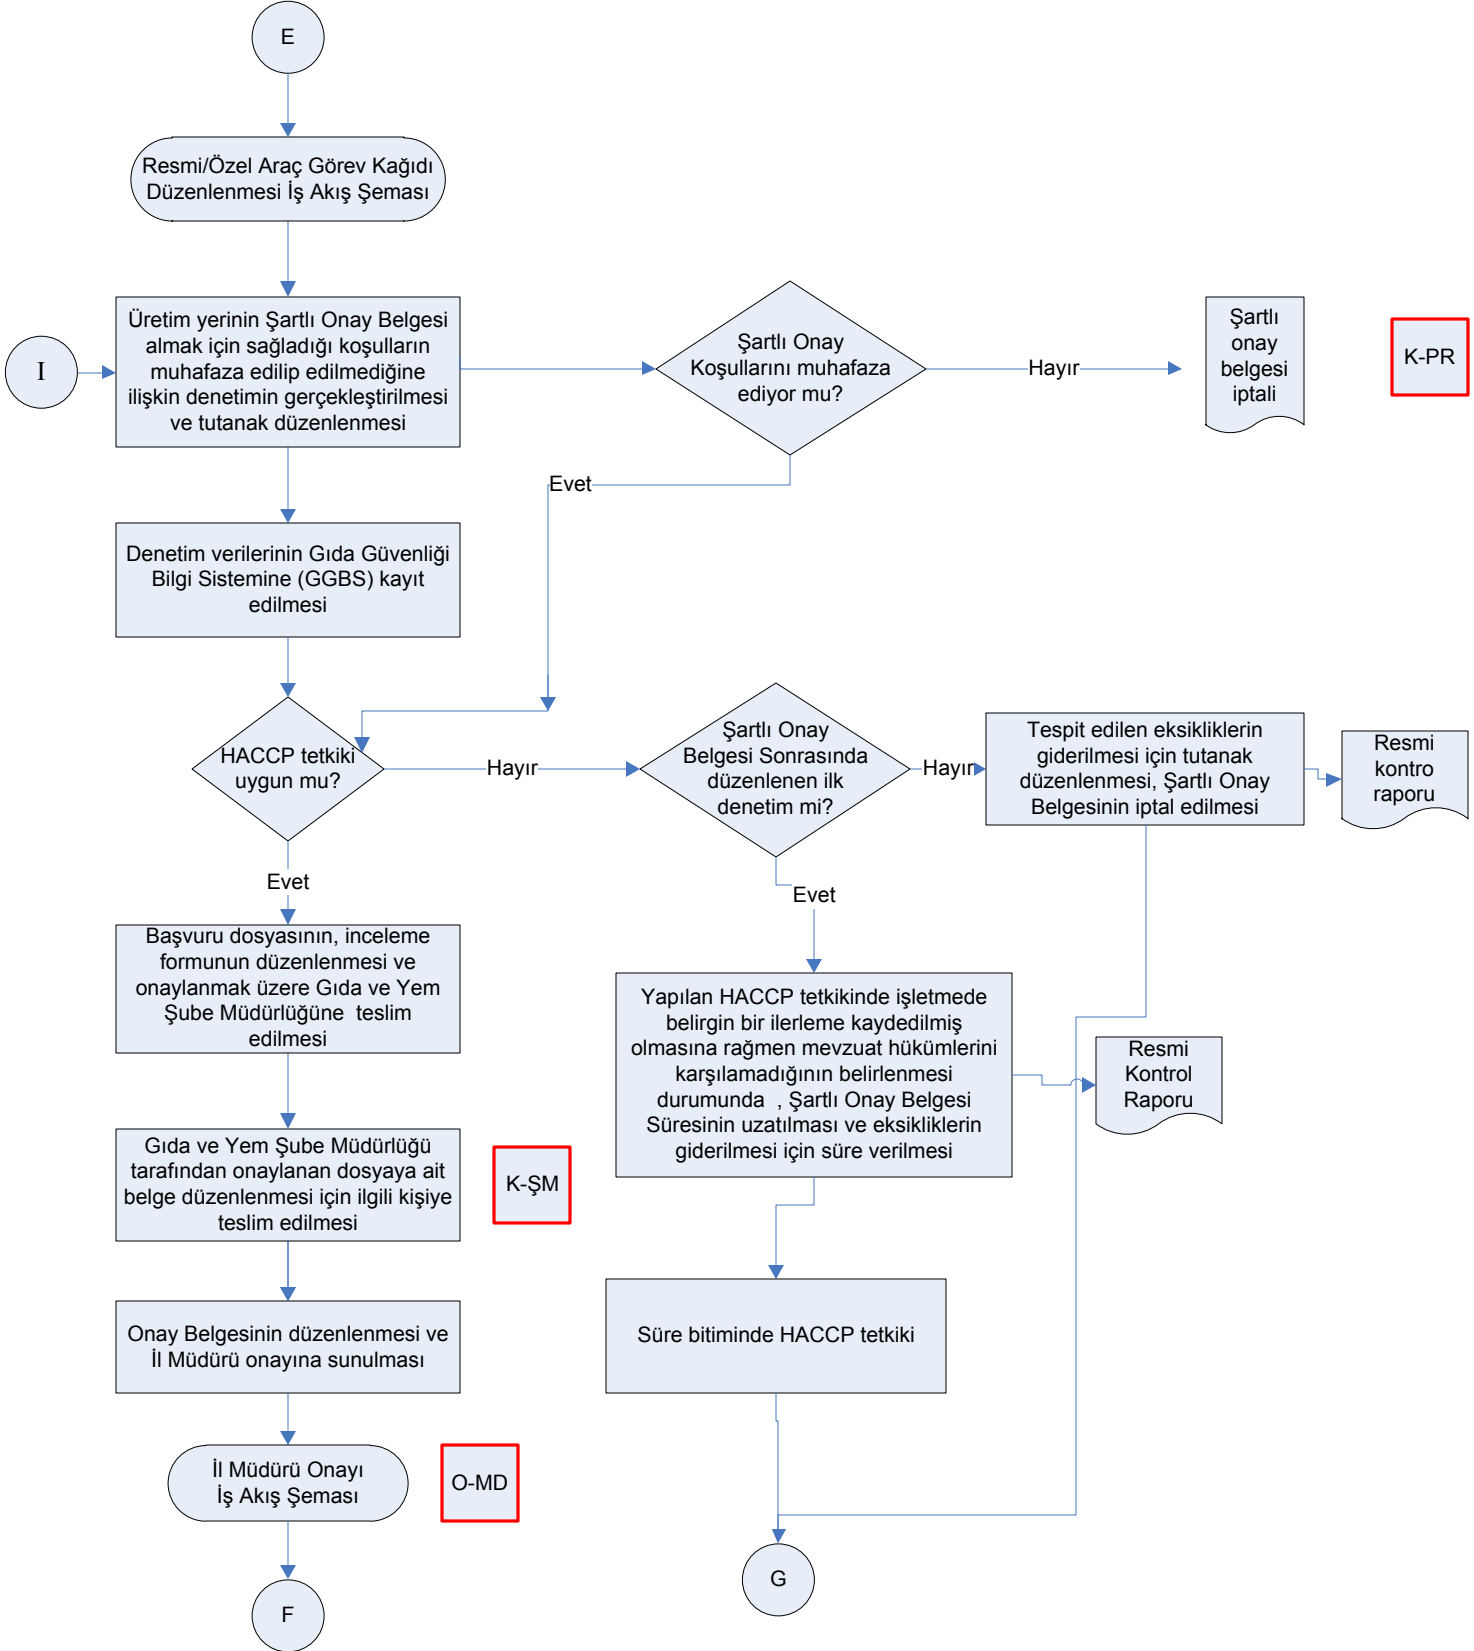 E
Resmi/Özel Araç Görev Kağıdı
Düzenlenmesi İş Akış Şeması
I
Üretim yerinin Şartlı Onay Belgesi
almak için sağladığı koşulların
muhafaza edilip edilmediğine
ilişkin denetimin gerçekleştirilmesi
ve tutanak düzenlenmesi
Şartlı Onay
Koşullarını muhafaza
ediyor mu?
Hayır
Şartlı
onay
belgesi
iptali
K-PR
Evet
Denetim verilerinin Gıda Güvenliği
Bilgi Sistemine (GGBS) kayıt
edilmesi
HACCP tetkiki
uygun mu?
Hayır
Şartlı Onay
Belgesi Sonrasında
düzenlenen ilk
denetim mi?
Hayır
Tespit edilen eksikliklerin
giderilmesi için tutanak
düzenlenmesi, Şartlı Onay
Belgesinin iptal edilmesi
Resmi
kontro
raporu
Evet
Evet
Başvuru dosyasının, inceleme
formunun düzenlenmesi ve
onaylanmak üzere Gıda ve Yem
Şube Müdürlüğüne  teslim
edilmesi
Yapılan HACCP tetkikinde işletmede
belirgin bir ilerleme kaydedilmiş
olmasına rağmen mevzuat hükümlerini
karşılamadığının belirlenmesi
durumunda  , Şartlı Onay Belgesi
Süresinin uzatılması ve eksikliklerin
giderilmesi için süre verilmesi
Resmi
Kontrol
Raporu
Gıda ve Yem Şube Müdürlüğü
tarafından onaylanan dosyaya ait
belge düzenlenmesi için ilgili kişiye
teslim edilmesi
K-ŞM
Onay Belgesinin düzenlenmesi ve
İl Müdürü onayına sunulması
Süre bitiminde HACCP tetkiki
İl Müdürü Onayı
İş Akış Şeması
O-MD
G
F